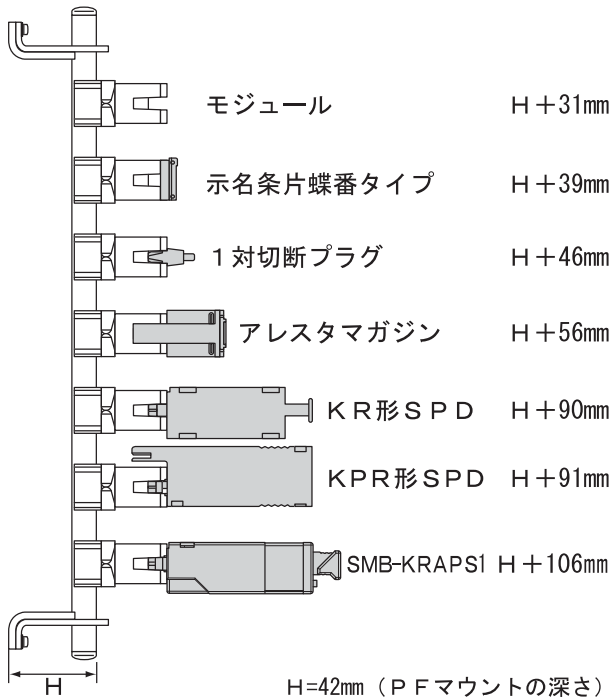 モジュール H+31mm
示名条片蝶番タイプ H+39mm
1対切断プラグ H+46mm
アレスタマガジン H+56mm
KR形SPD H+90mm
KPR形SPD H+91mm
SMB-KRAPS1 H+106mm
H
H=42mm(PFマウントの深さ)